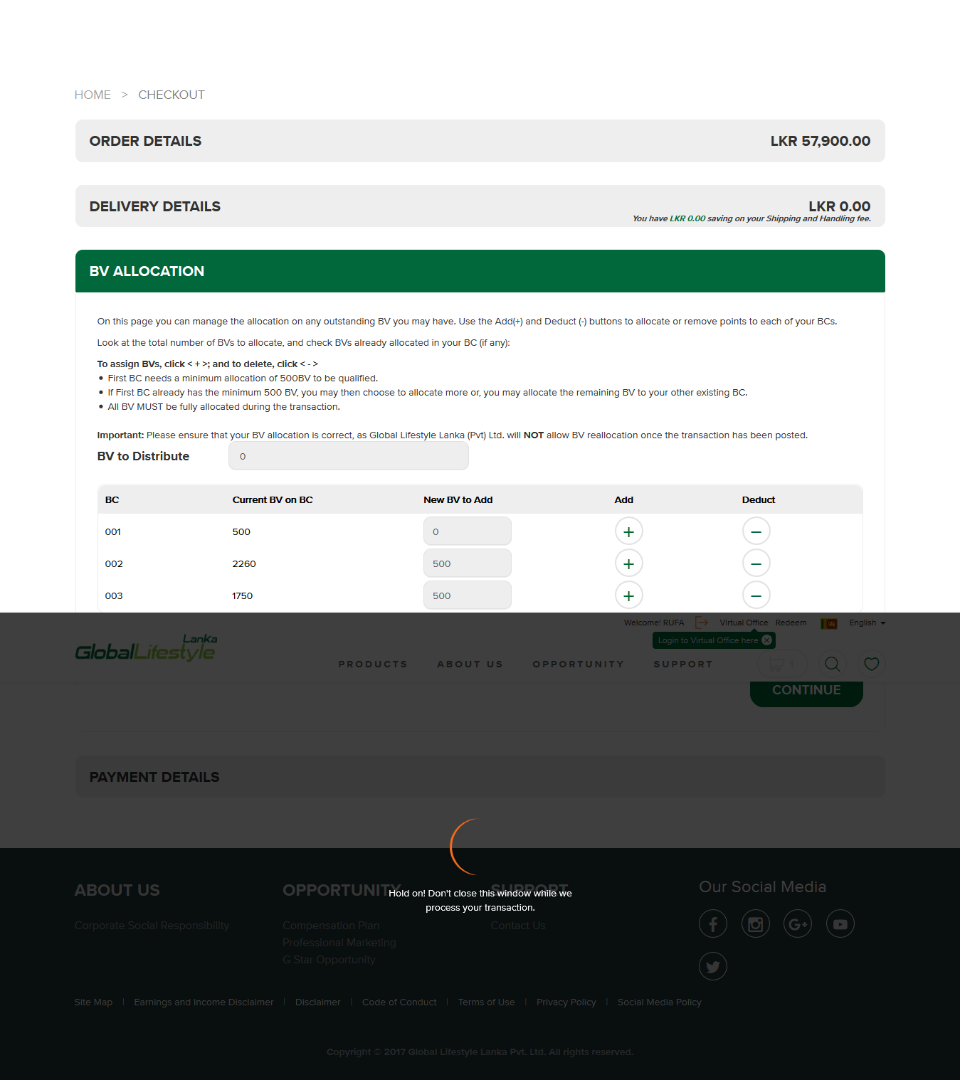 HOME > CHECKOUT
ORDER DETAILS LKR 57,900.00
DELIVERY DETAILS LKR 0.00
You have LKR 0.00 saving on your Shipping and Handling fee.
BV ALLOCATION
On this page you can manage the allocation on any outstanding BV you may have. Use the Add(+) and Deduct (-) buttons to allocate or remove points to each of your BCs.
Look at the total number of BVs to allocate, and check BVs already allocated in your BC (if any):
To assign BVs, click < + >; and to delete, click < - >
• First BC needs a minimum allocation of 500BV to be qualified.
• If First BC already has the minimum 500 BV, you may then choose to allocate more or, you may allocate the remaining BV to your other existing BC.
• All BV MUST be fully allocated during the transaction.
Important: Please ensure that your BV allocation is correct, as Global Lifestyle Lanka (Pvt) Ltd. will NOT allow BV reallocation once the transaction has been posted.
BV to Distribute 0
BC Current BV on BC New BV to Add Add Deduct
001 500 0 + −
002 2260 500 + −
003 1750 500 + −
Welcome! RUFA Virtual Office Redeem English
Login to Virtual Office here
GlobalLifestyle Lanka
PRODUCTS ABOUT US OPPORTUNITY SUPPORT
CONTINUE
PAYMENT DETAILS
Hold on! Don't close this window while we
process your transaction.
ABOUT US OPPORTUNITY SUPPORT Our Social Media
Corporate Social Responsibility Compensation Plan Contact Us
Professional Marketing
G Star Opportunity
Site Map | Earnings and Income Disclaimer | Disclaimer | Code of Conduct | Terms of Use | Privacy Policy | Social Media Policy
Copyright © 2017 Global Lifestyle Lanka Pvt. Ltd. All rights reserved.